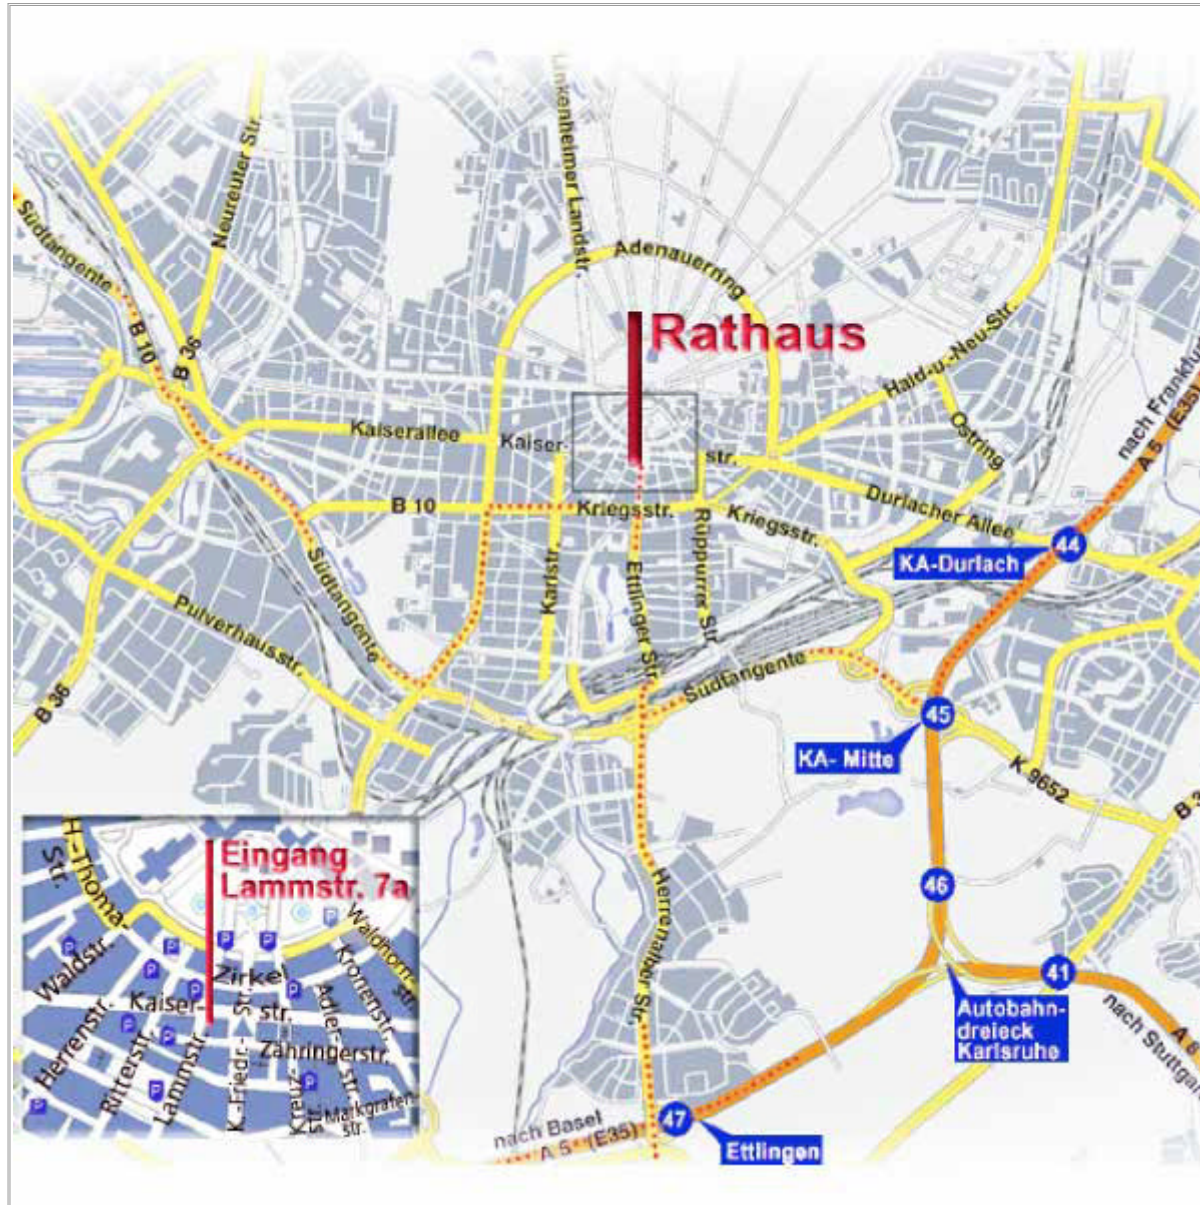 Linkenheimer Landstr.
Neureuter Str.
Südtangente
Adenauerring
B 10
B 36
Rathaus
Haid-u.-Neu-Str.
nach Frankfurt
A 5 (E35)
Kaiserallee
Kaiser-
str.
Ostring
B 10
Kriegsstr.
Rüppurrer Str.
Kriegsstr.
Durlacher Allee
44
KA-Durlach
Südtangente
Karlstr.
Ettlinger Str.
Pulverhausstr.
Südtangente
B 36
45
KA- Mitte
K 9652
B 3
46
Herrenalber Str.
41
Autobahn-
dreieck
Karlsruhe
nach Stuttgart
A 8
nach Basel
A 5 (E35)
47
Ettlingen
Eingang
Lammstr. 7a
H-Thoma-
Str.
Waldstr.
Zirkel
Waldhorn-
str.
Kronenstr.
Adler-
str.
Kaiser-
str.
Herrenstr.
Ritterstr.
Lammstr.
K.-Friedr.-
Str.
Zähringerstr.
Kreuz-
str.
Markgrafen-
str.
P
P
P
P
P
P
P
P
P
P
P
P